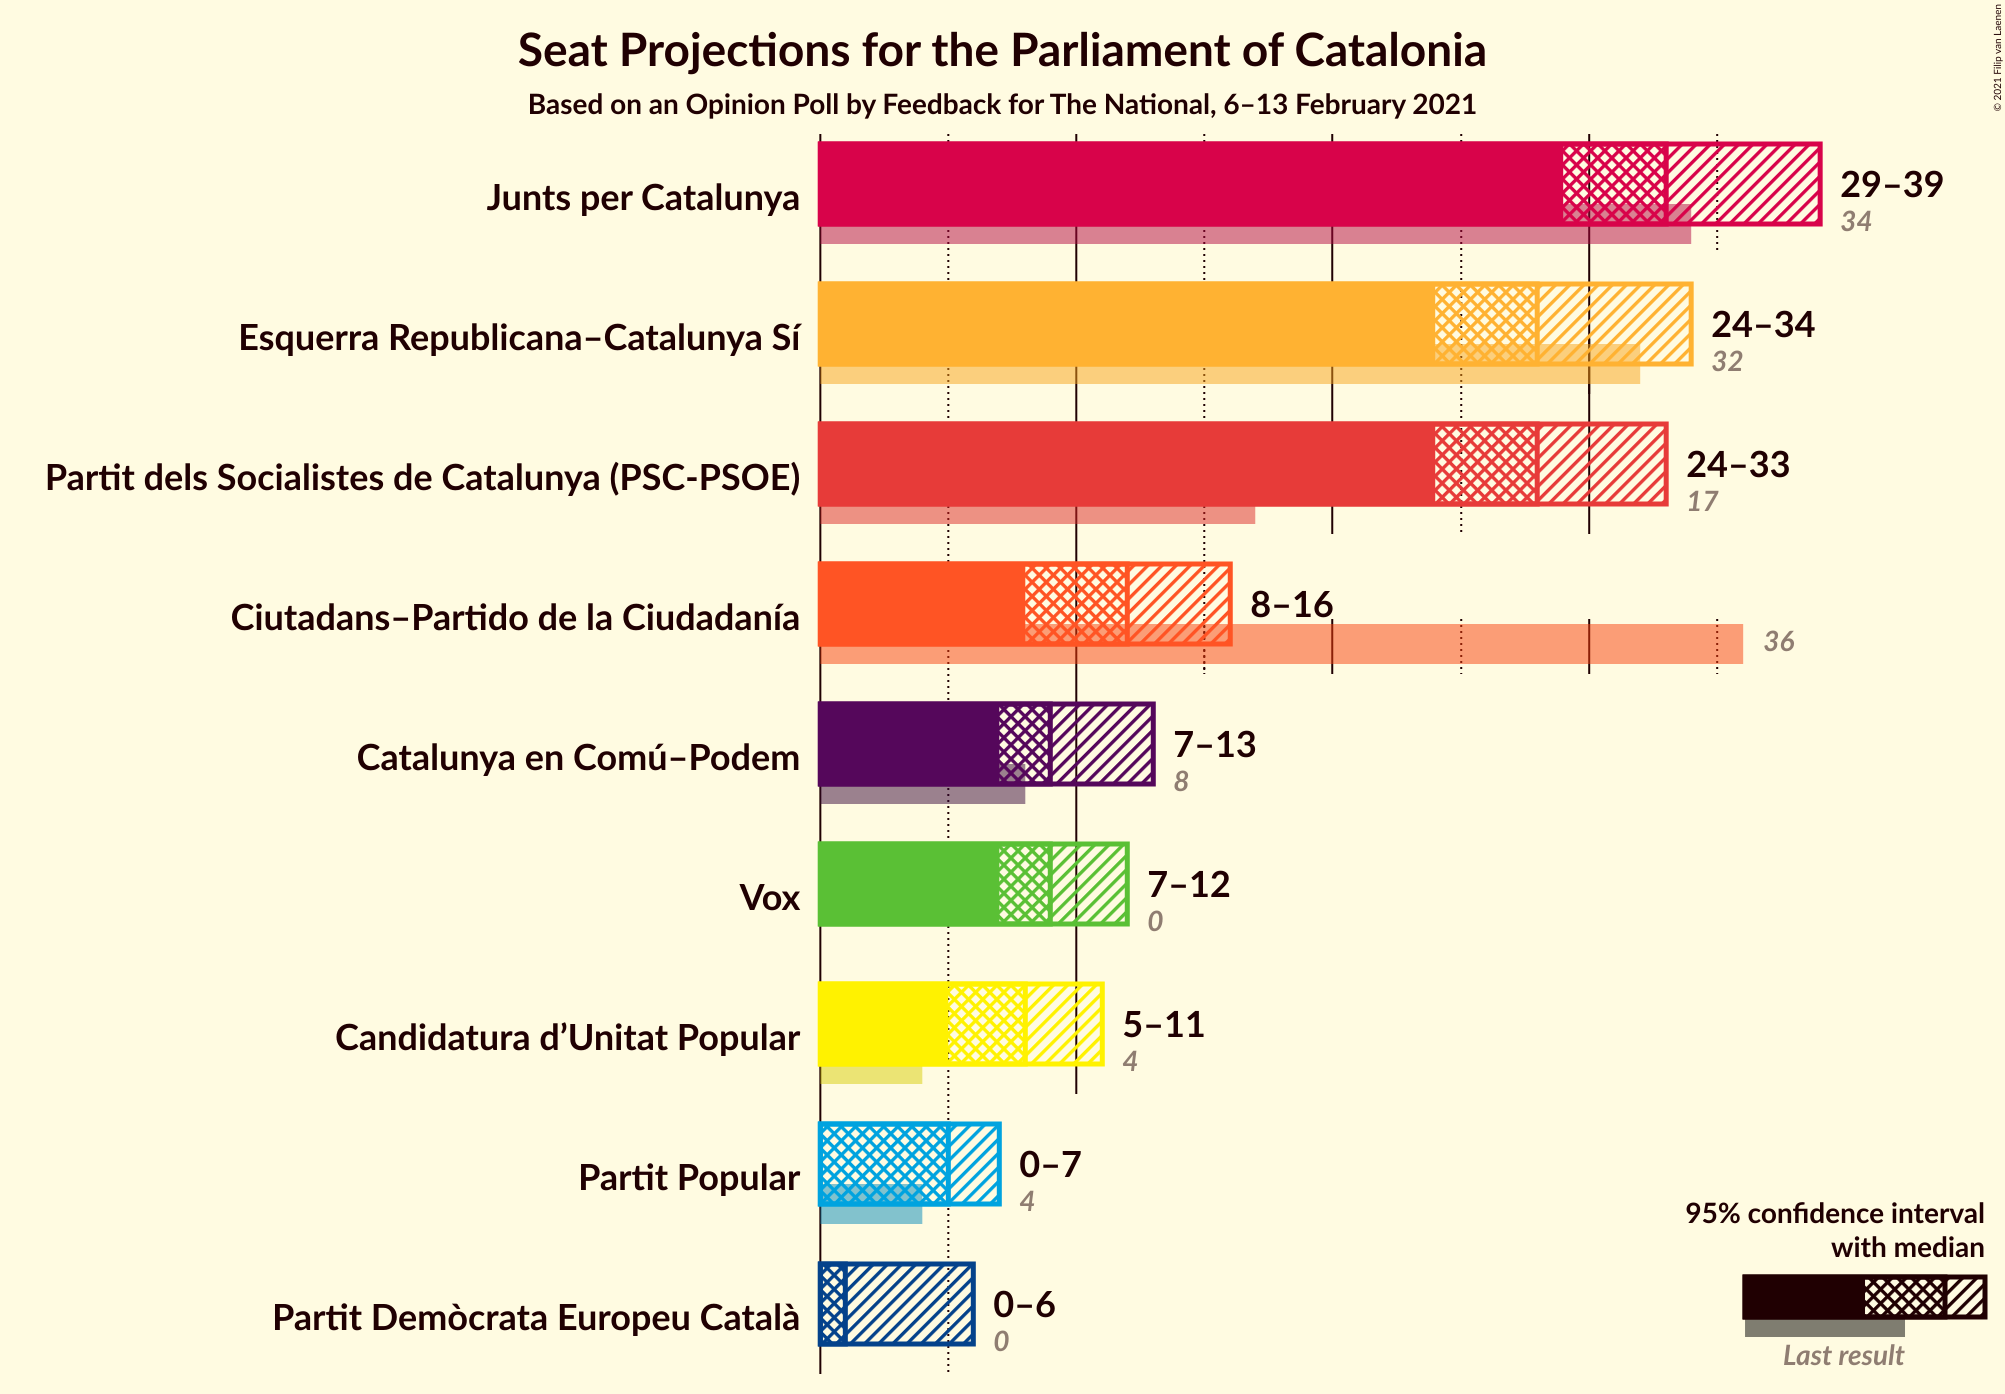 Seat Projections for the Parliament of Catalonia
Based on an Opinion Poll by Feedback for The National, 6–13 February 2021
© 2021 Filip van Laenen
Junts per Catalunya
29–39
34
Esquerra Republicana–Catalunya Sí
24–34
32
Partit dels Socialistes de Catalunya (PSC-PSOE)
24–33
17
Ciutadans–Partido de la Ciudadanía
8–16
36
Catalunya en Comú–Podem
7–13
8
Vox
7–12
0
Candidatura d’Unitat Popular
5–11
4
Partit Popular
0–7
4
Partit Demòcrata Europeu Català
0–6
0
95% confidence interval
with median
Last result